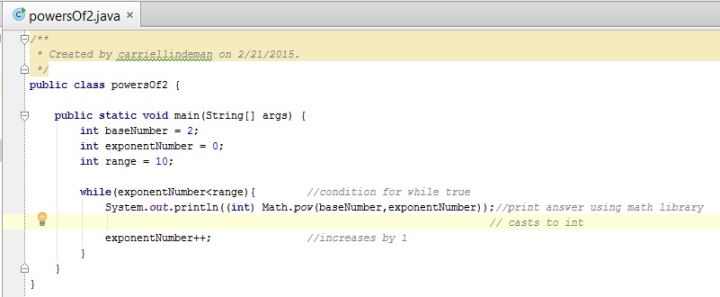 powersOf2.java ×
/**
 * Created by carriellindeman on 2/21/2015.
 */
public class powersOf2 {
    public static void main(String[] args) {
        int baseNumber = 2;
        int exponentNumber = 0;
        int range = 10;
        while(exponentNumber<range){        //condition for while true
            System.out.println((int) Math.pow(baseNumber,exponentNumber));//print answer using math library
                                                                        // casts to int
            exponentNumber++;               //increases by 1
        }
    }
}